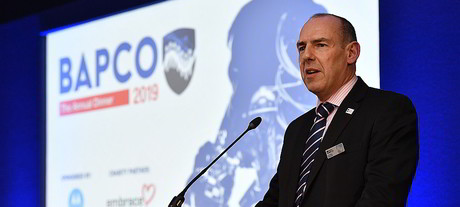 BAPCO
The Annual Dinner 2019
SPONSORED BY
CHARITY PARTNER
embrace